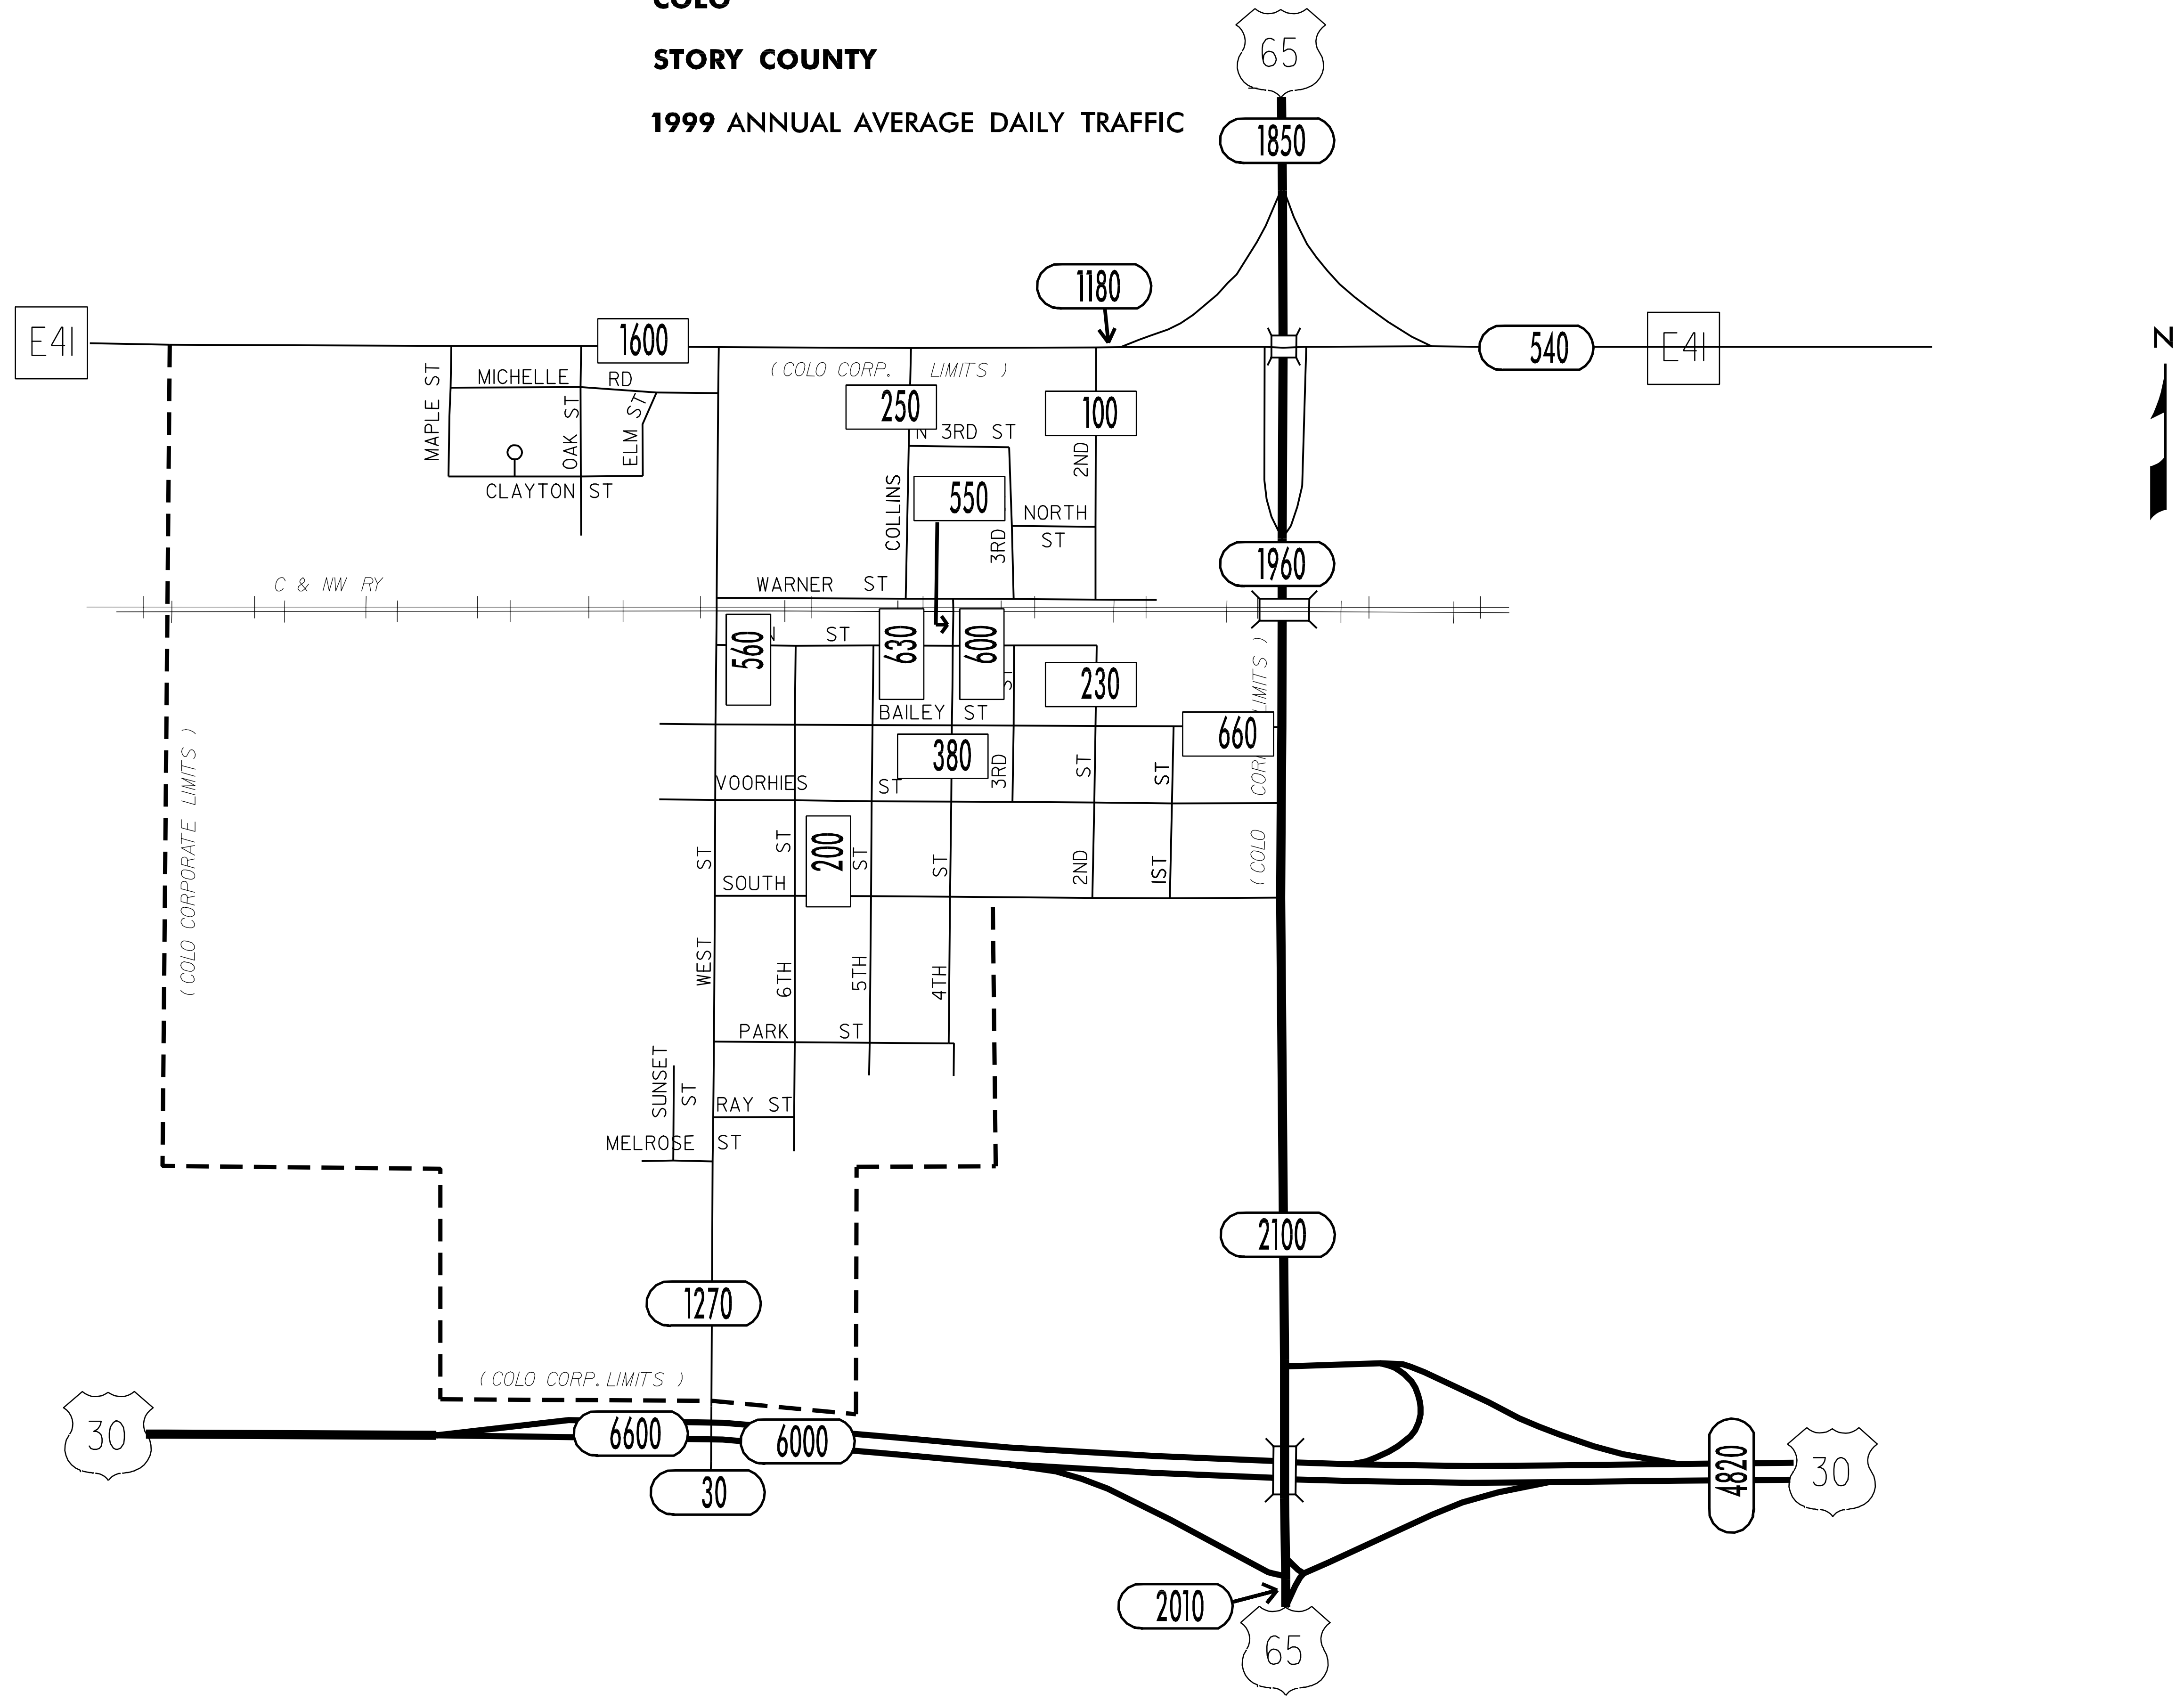 COLO
STORY COUNTY
1999 ANNUAL AVERAGE DAILY TRAFFIC
65
1850
1180
N
E41
1600
540
E41
(COLO CORP. LIMITS )
MICHELLE RD
MAPLE ST
OAK ST
ELM ST
CLAYTON ST
250
100
N 3RD ST
2ND
COLLINS
550
3RD
NORTH
ST
1960
C & NW RY
WARNER ST
560
ST
630
600
ST
230
BAILEY ST
660
380
3RD
ST
ST
VOORHIES ST
(COLO CORP. LIMITS )
(COLO CORPORATE LIMITS )
ST
ST
200
ST
ST
2ND
IST
SOUTH
WEST
6TH
5TH
4TH
PARK ST
SUNSET
ST
RAY ST
MELROSE ST
2100
1270
(COLO CORP. LIMITS )
30
6600
6000
30
4820
30
2010
65